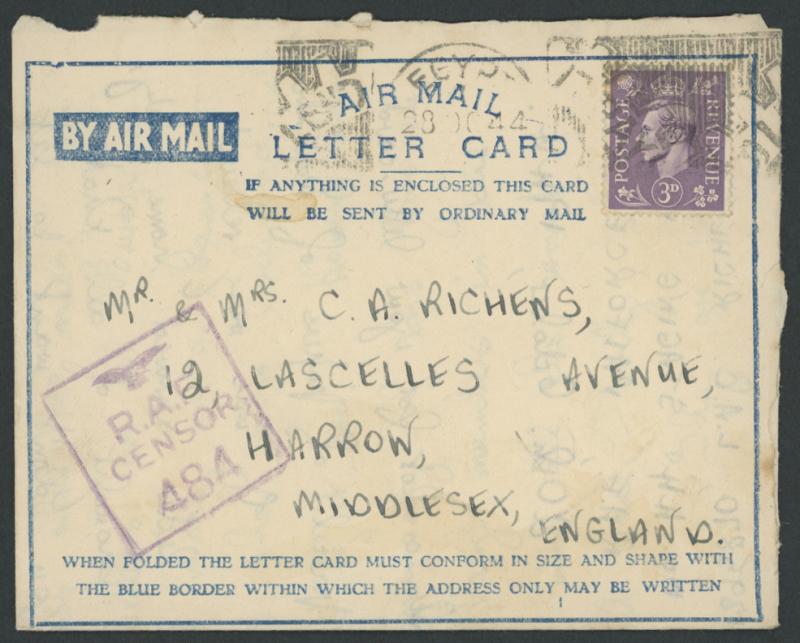 EGYPT
28 OC 44
AIR MAIL
BY AIR MAIL
LETTER CARD
IF ANYTHING IS ENCLOSED THIS CARD
WILL BE SENT BY ORDINARY MAIL
POSTAGE
REVENUE
3D
MR. & MRS. C. A. RICHENS,
12, LASCELLES AVENUE,
HARROW,
MIDDLESEX,
ENGLAND.
R.A.F.
CENSOR
484
WHEN FOLDED THE LETTER CARD MUST CONFORM IN SIZE AND SHAPE WITH
THE BLUE BORDER WITHIN WHICH THE ADDRESS ONLY MAY BE WRITTEN